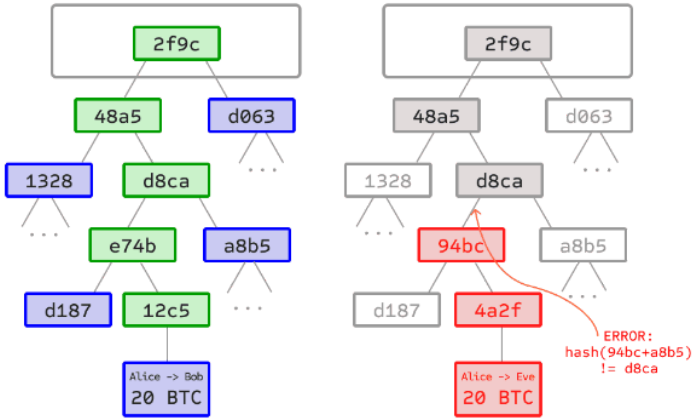 2f9c
48a5
d063
1328
d8ca
...
e74b
a8b5
...
d187
12c5
...
Alice -> Bob
20 BTC
2f9c
48a5
d063
1328
d8ca
...
94bc
a8b5
...
d187
4a2f
...
ERROR:
hash(94bc+a8b5)
!= d8ca
Alice -> Eve
20 BTC